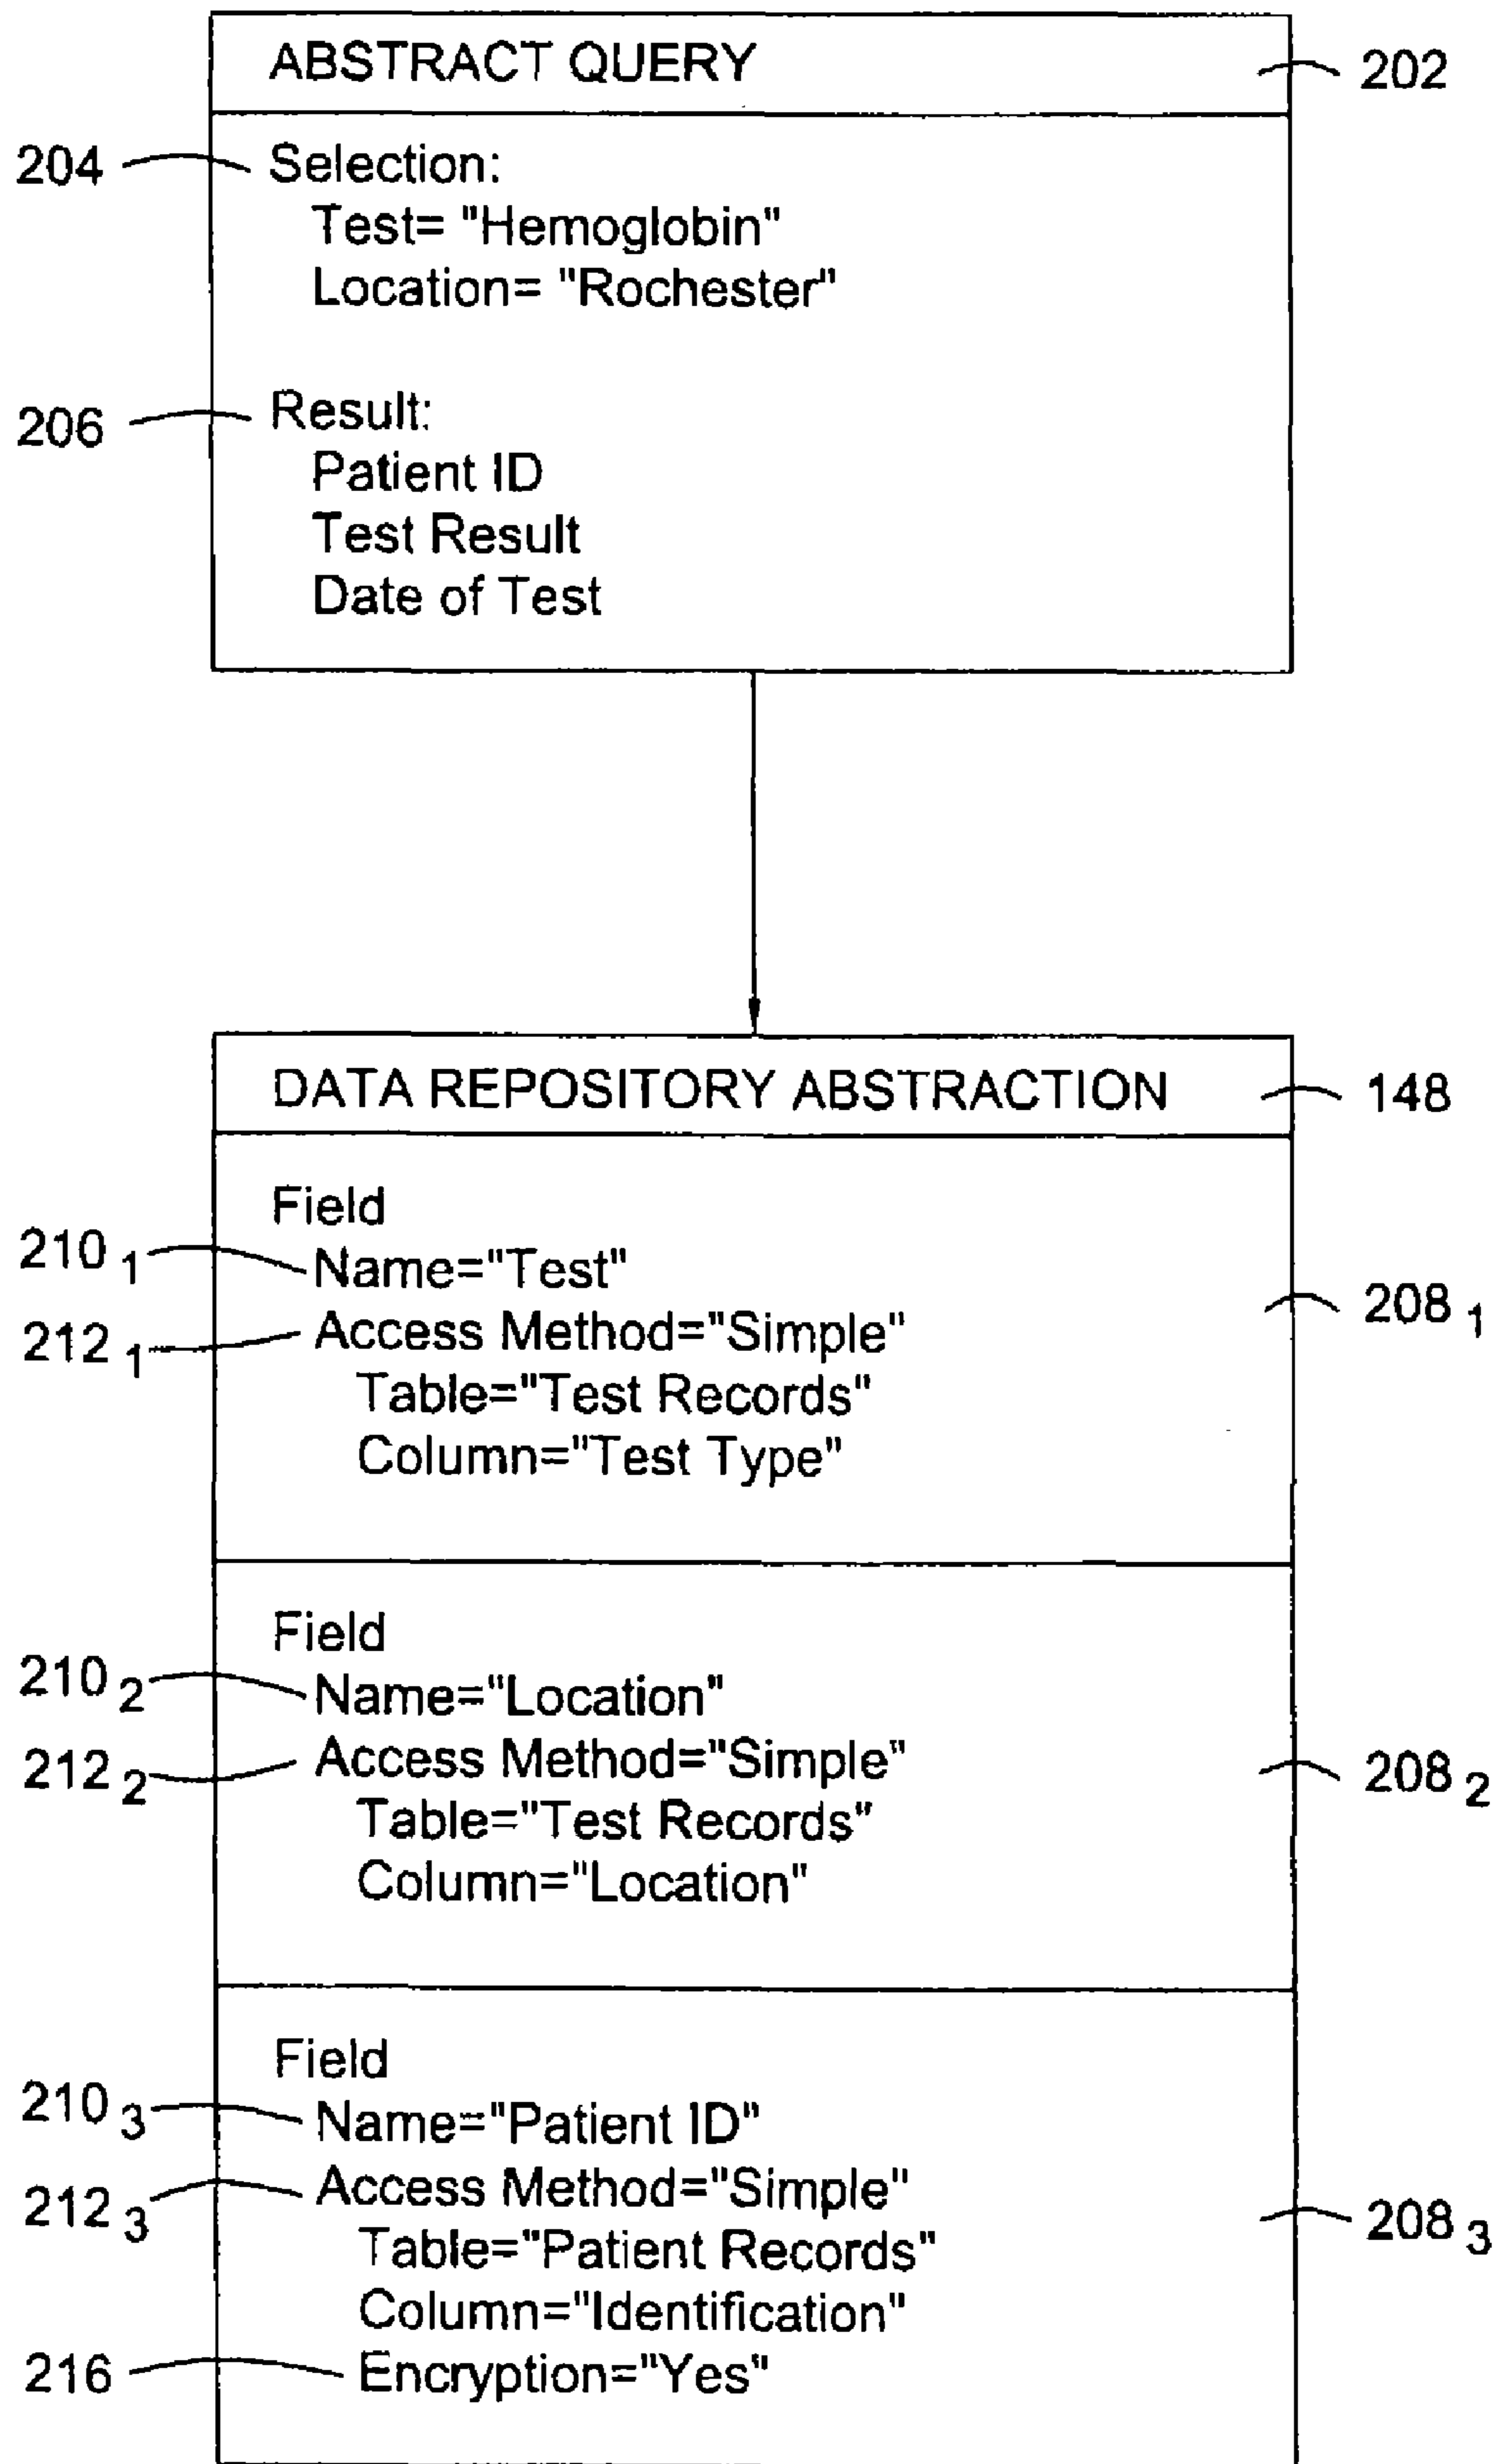 ABSTRACT QUERY 202
204 Selection:
Test= "Hemoglobin"
Location= "Rochester"
206 Result:
Patient ID
Test Result
Date of Test
DATA REPOSITORY ABSTRACTION 148
Field
210 1 Name="Test"
208 1
212 1 Access Method="Simple"
Table="Test Records"
Column="Test Type"
Field
210 2 Name="Location"
212 2 Access Method="Simple"
208 2
Table="Test Records"
Column="Location"
Field
210 3 Name="Patient ID"
212 3 Access Method="Simple"
208 3
Table="Patient Records"
Column="Identification"
216 Encryption="Yes"